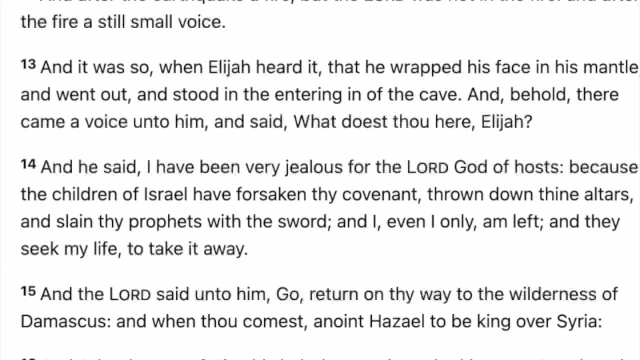 the fire a still small voice.
13 And it was so, when Elijah heard it, that he wrapped his face in his mantle
and went out, and stood in the entering in of the cave. And, behold, there
came a voice unto him, and said, What doest thou here, Elijah?
14 And he said, I have been very jealous for the LORD God of hosts: because
the children of Israel have forsaken thy covenant, thrown down thine altars,
and slain thy prophets with the sword; and I, even I only, am left; and they
seek my life, to take it away.
15 And the LORD said unto him, Go, return on thy way to the wilderness of
Damascus: and when thou comest, anoint Hazael to be king over Syria: